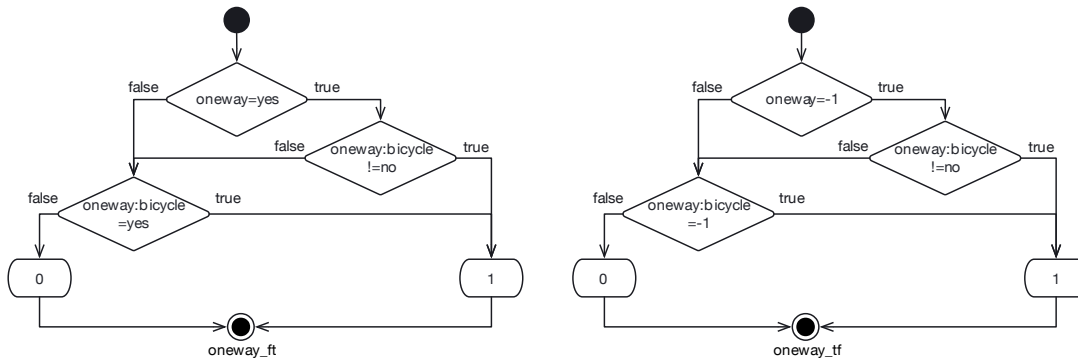 false
oneway=yes
true
false
oneway:bicycle
!=no
true
false
oneway:bicycle
=yes
true
0
1
oneway_ft
false
oneway=-1
true
false
oneway:bicycle
!=no
true
false
oneway:bicycle
=-1
true
0
1
oneway_tf